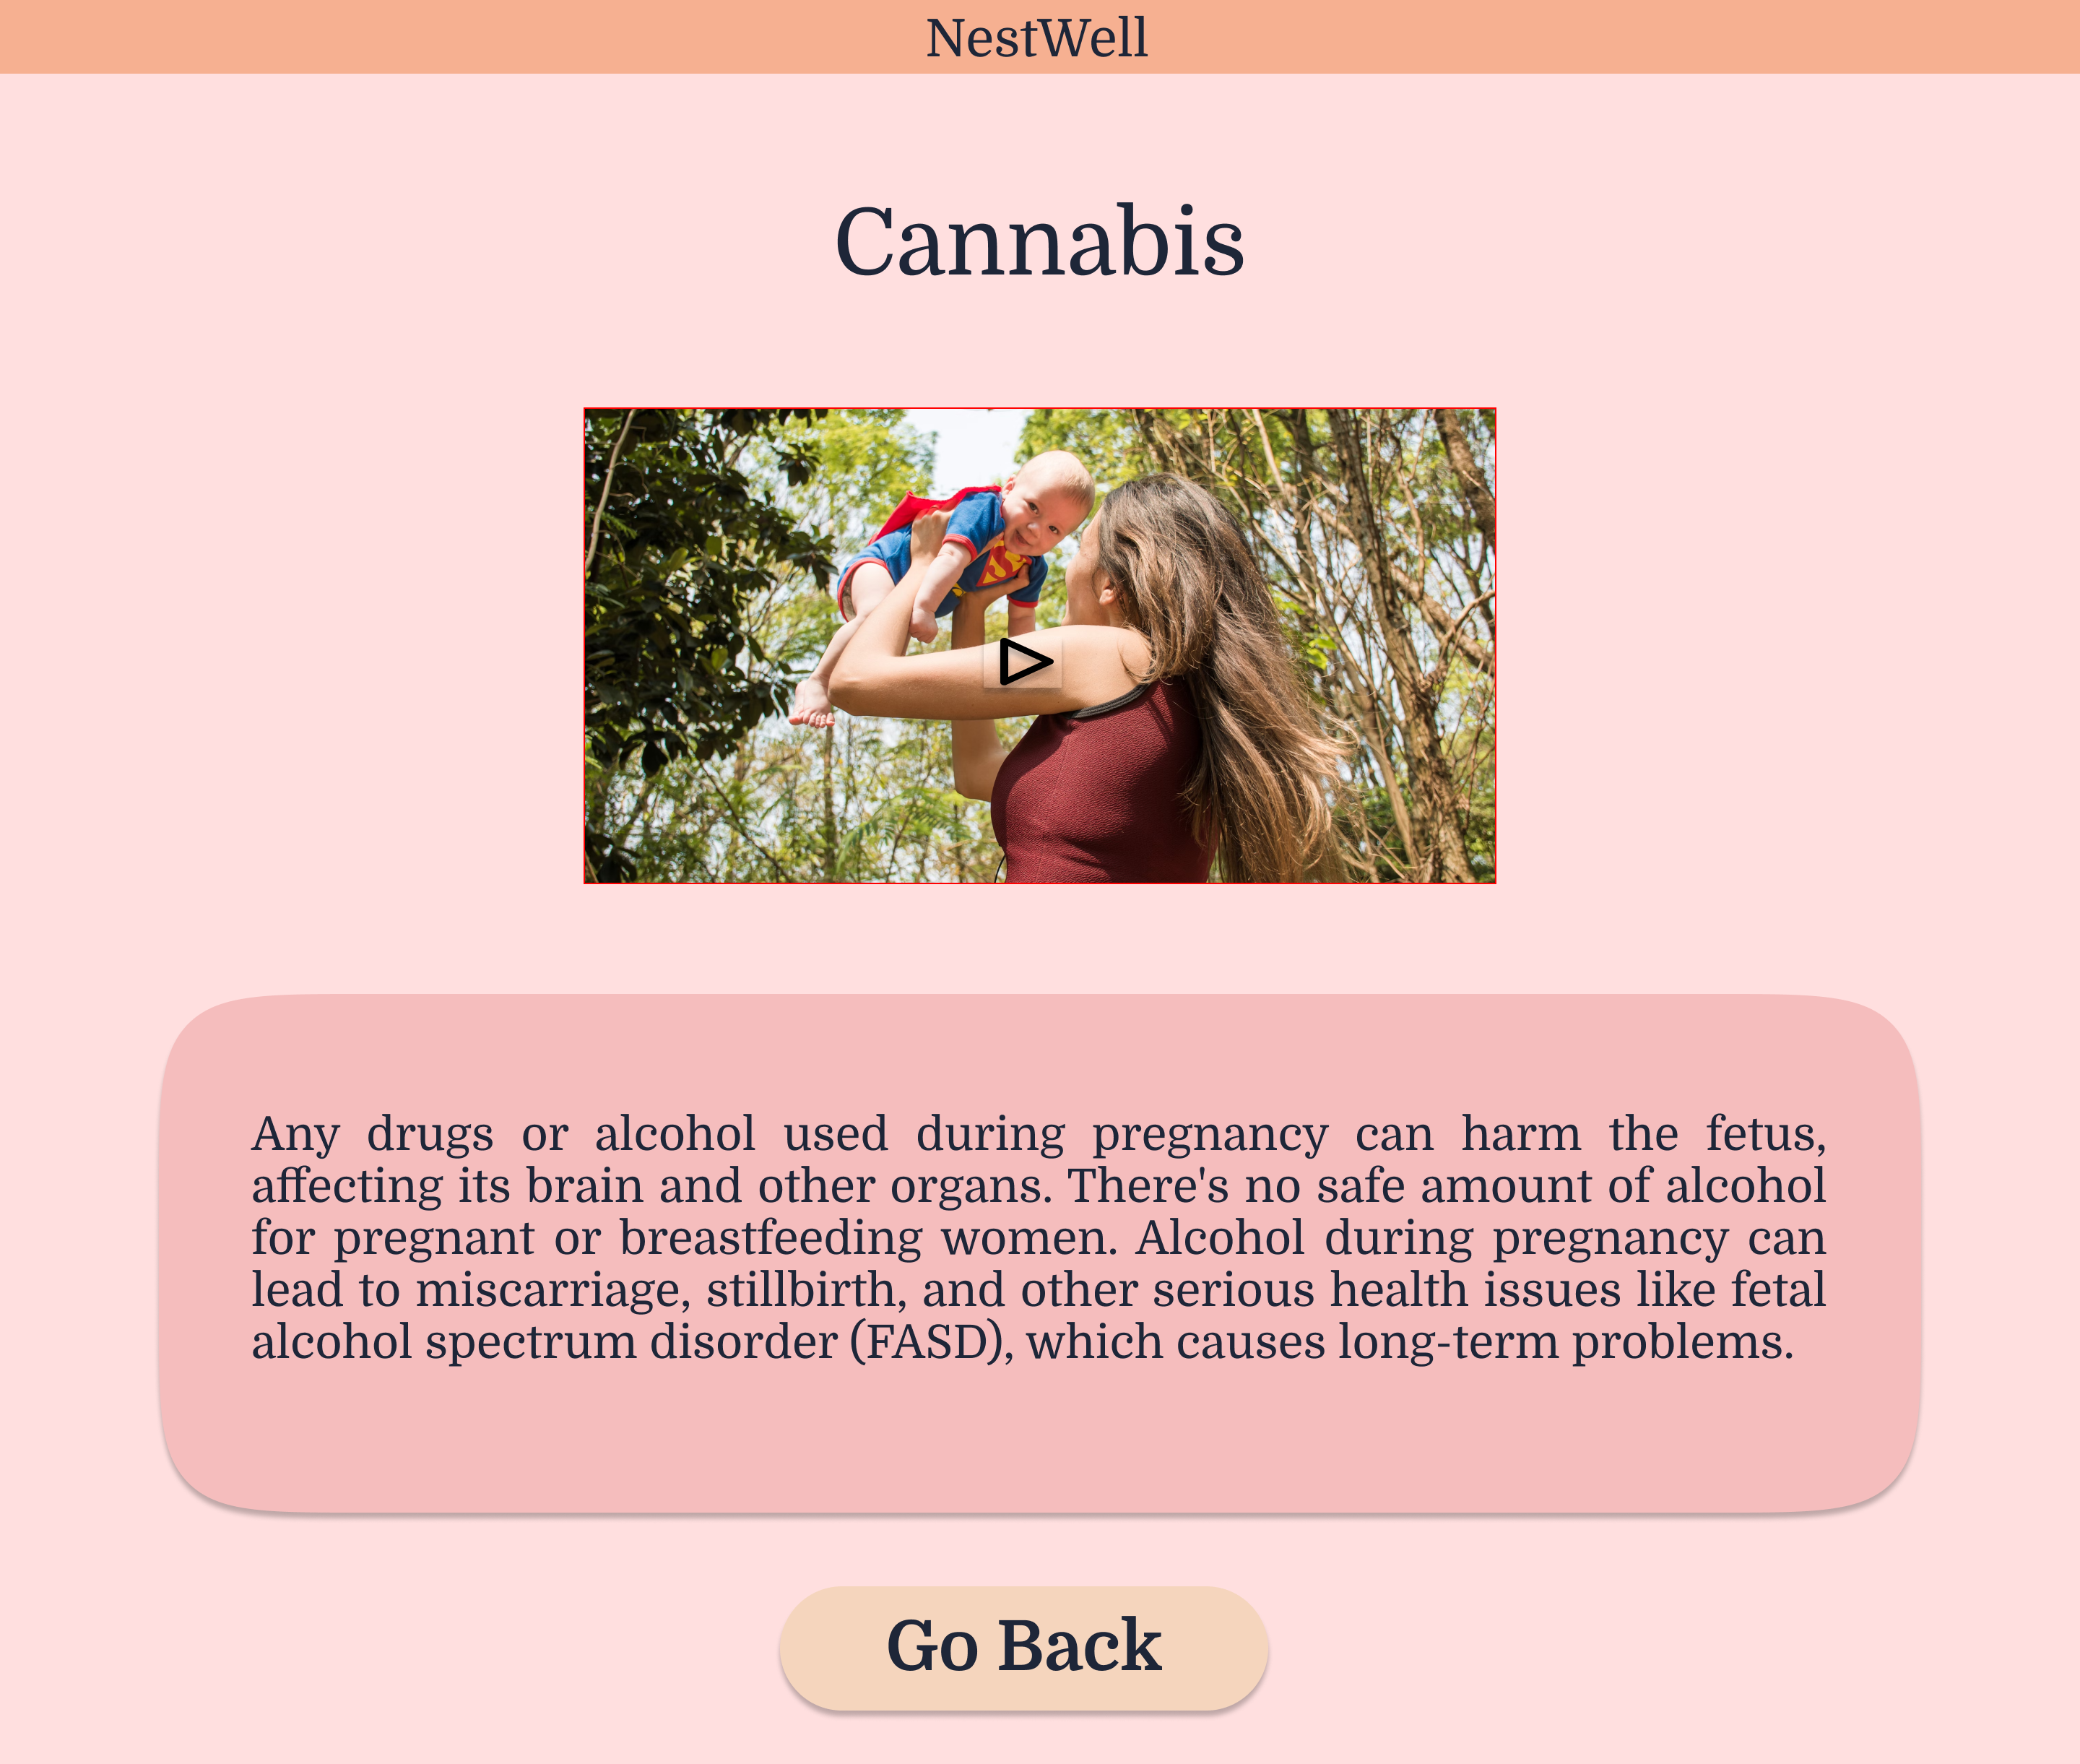 NestWell
Cannabis
Any drugs or alcohol used during pregnancy can harm the fetus,
affecting its brain and other organs. There's no safe amount of alcohol
for pregnant or breastfeeding women. Alcohol during pregnancy can
lead to miscarriage, stillbirth, and other serious health issues like fetal
alcohol spectrum disorder (FASD), which causes long-term problems.
Go Back